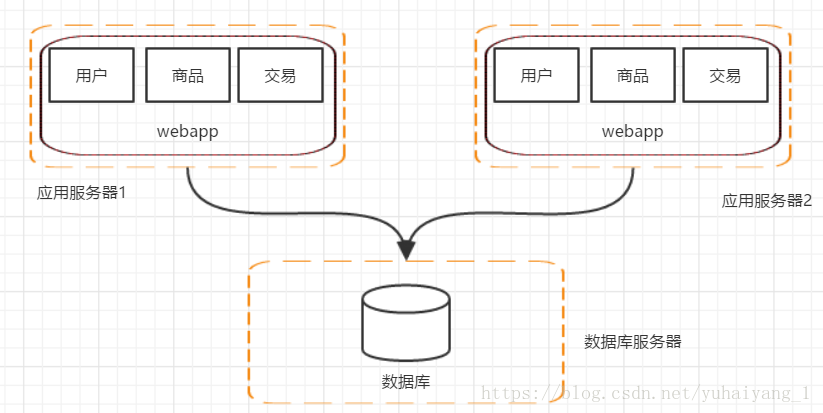 用户
商品
交易
webapp
应用服务器1
用户
商品
交易
webapp
应用服务器2
数据库
数据库服务器
https://blog.csdn.net/yuhaiyang_1